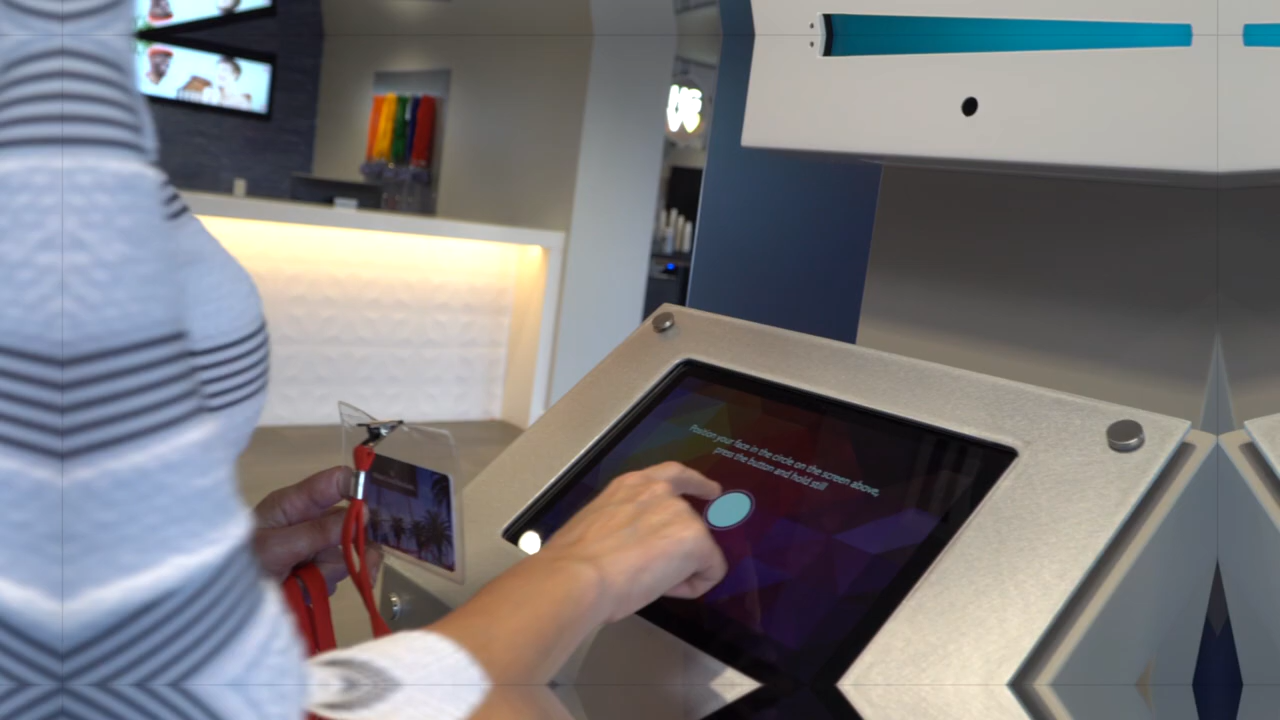 Position your face in the circle on the screen above,
press the button and hold still